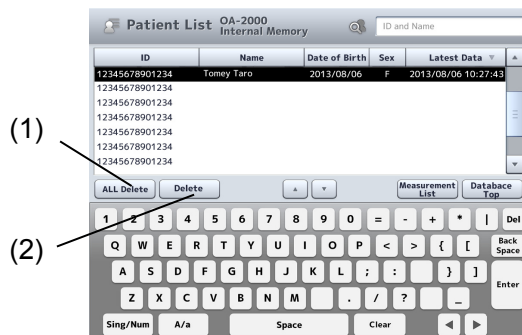 Patient List OA-2000 Internal Memory ID and Name
ID Name Date of Birth Sex Latest Data ▼
12345678901234 Tomey Taro 2013/08/06 F 2013/08/06 10:27:43
12345678901234
12345678901234
12345678901234
12345678901234
12345678901234
12345678901234
(1)
ALL Delete Delete ▲ ▼ Measurement List Databace Top
1 2 3 4 5 6 7 8 9 0 = - + * | Del
(2)
Q W E R T Y U I O P < > { [ Back Space
A S D F G H J K L ; : } ] Enter
Z X C V B N M . / ? _
Sing/Num A/a Space Clear ◀ ▶